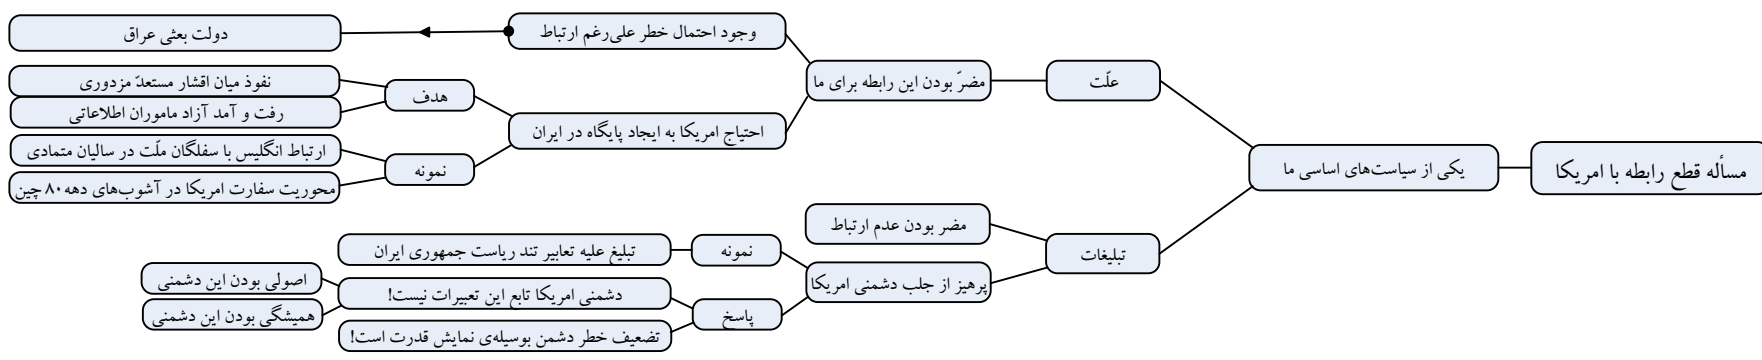 مسأله قطع رابطه با امریکا
یکی از سیاست‌های اساسی ما
علّت
مضرّ بودن این رابطه برای ما
وجود احتمال خطر علی‌رغم ارتباط
دولت بعثی عراق
احتیاج امریکا به ایجاد پایگاه در ایران
هدف
نفوذ میان اقشار مستعدّ مزدوری
رفت و آمد آزاد ماموران اطلاعاتی
نمونه
ارتباط انگلیس با سفلگان ملّت در سالیان متمادی
محوریت سفارت امریکا در آشوب‌های دهه ۸۰ چین
تبلیغات
مضر بودن عدم ارتباط
پرهیز از جلب دشمنی امریکا
نمونه
تبلیغ علیه تعابیر تند ریاست جمهوری ایران
پاسخ
دشمنی امریکا تابع این تعبیرات نیست!
اصولی بودن این دشمنی
همیشگی بودن این دشمنی
تضعیف خطر دشمن بوسیله‌ی نمایش قدرت است!